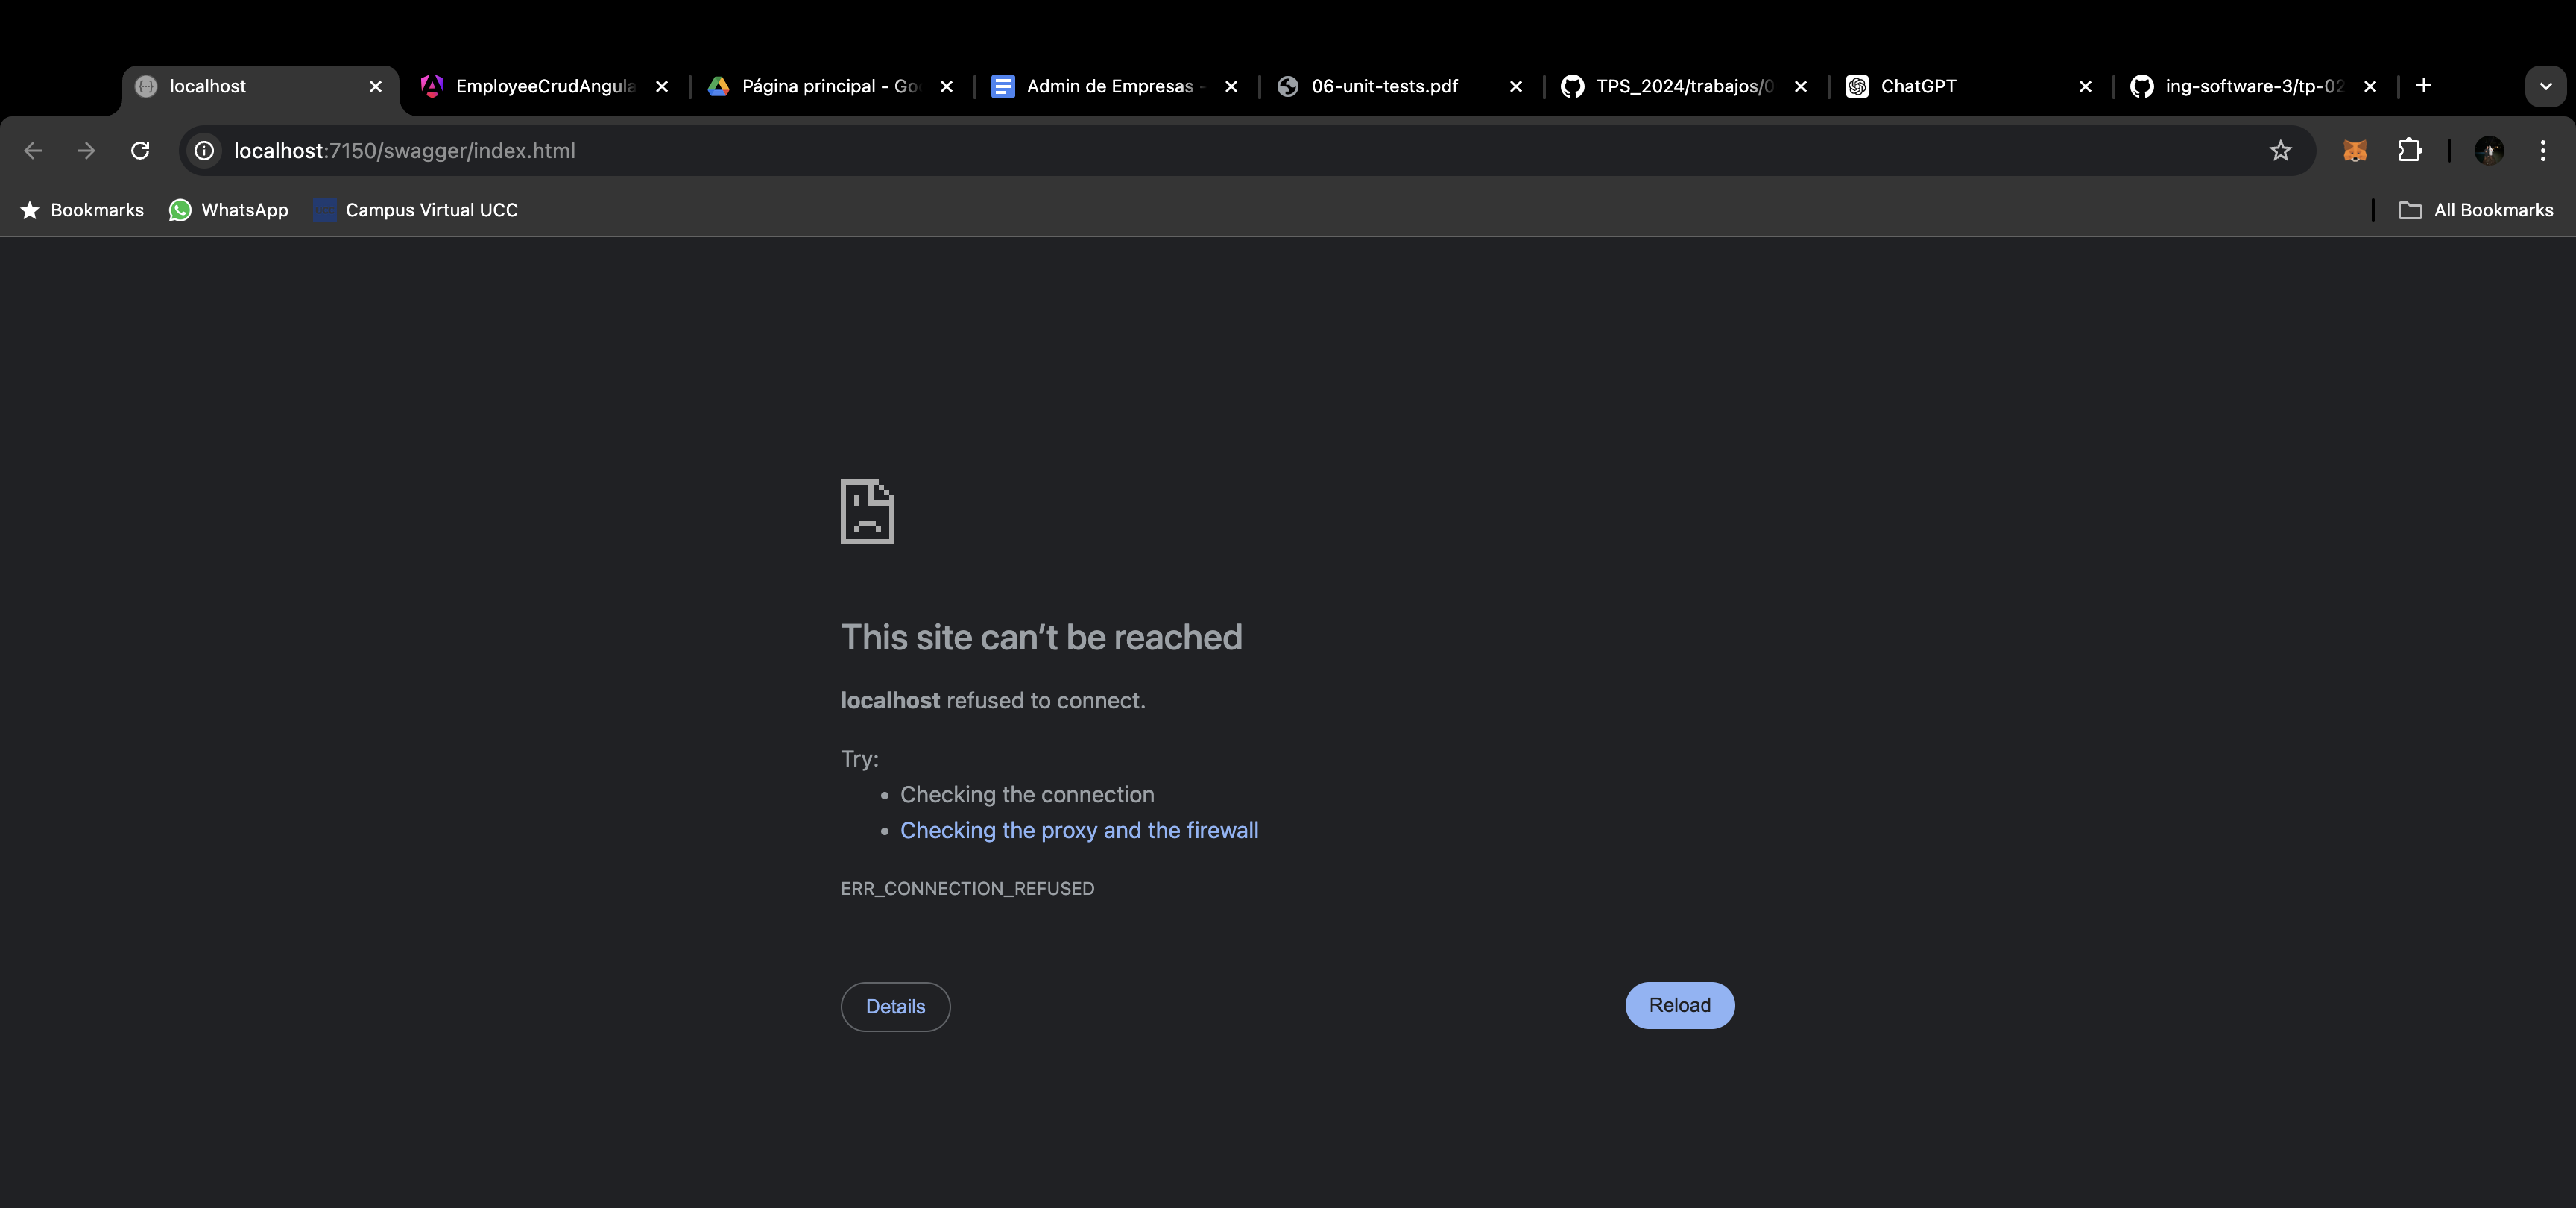 localhost
EmployeeCrudAngula
Página principal - Go
Admin de Empresas -
06-unit-tests.pdf
TPS_2024/trabajos/0
ChatGPT
ing-software-3/tp-02
localhost:7150/swagger/index.html
Bookmarks
WhatsApp
Campus Virtual UCC
All Bookmarks
This site can’t be reached
localhost refused to connect.
Try:
• Checking the connection
• Checking the proxy and the firewall
ERR_CONNECTION_REFUSED
Details
Reload